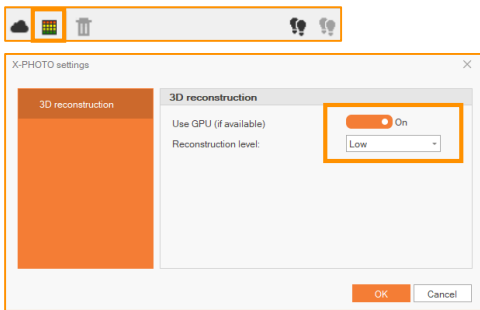 X-PHOTO settings
3D reconstruction
3D reconstruction
Use GPU (if available)
On
Reconstruction level:
Low
OK
Cancel